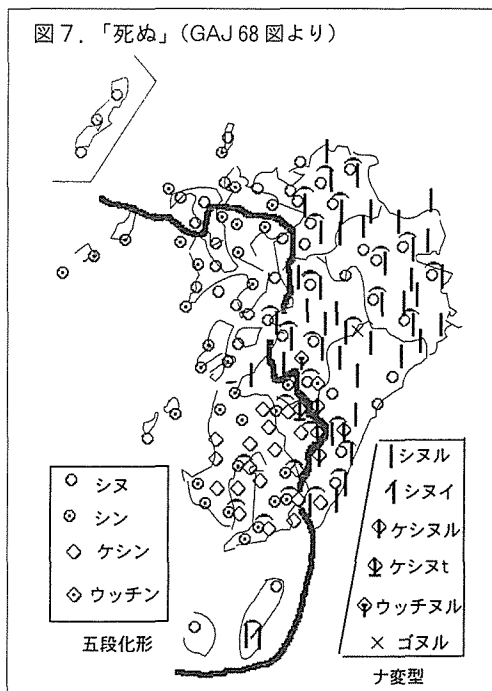 図７．「死ぬ」（GAJ 68 図より）
シヌ
シン
ケシン
ウッチン
五段化形
シヌル
シヌイ
ケシヌル
ケシヌt
ウッチヌル
ゴヌル
ナ変型